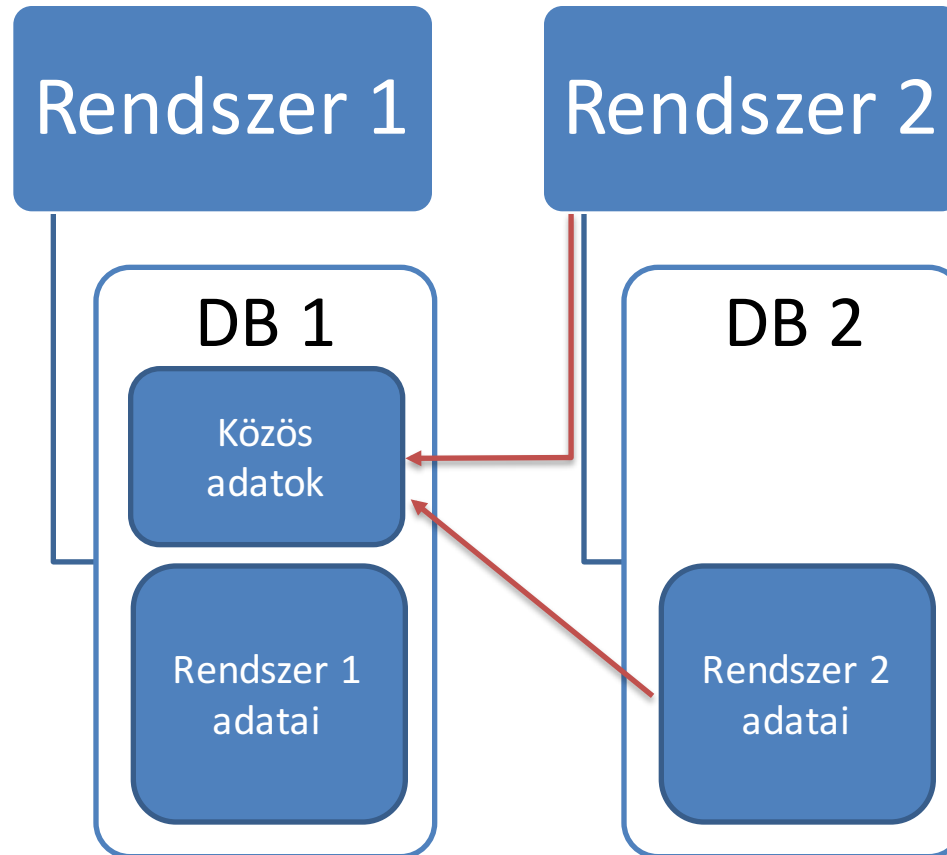 Rendszer 1
Rendszer 2
DB 1
DB 2
Közös
adatok
Rendszer 1
adatai
Rendszer 2
adatai